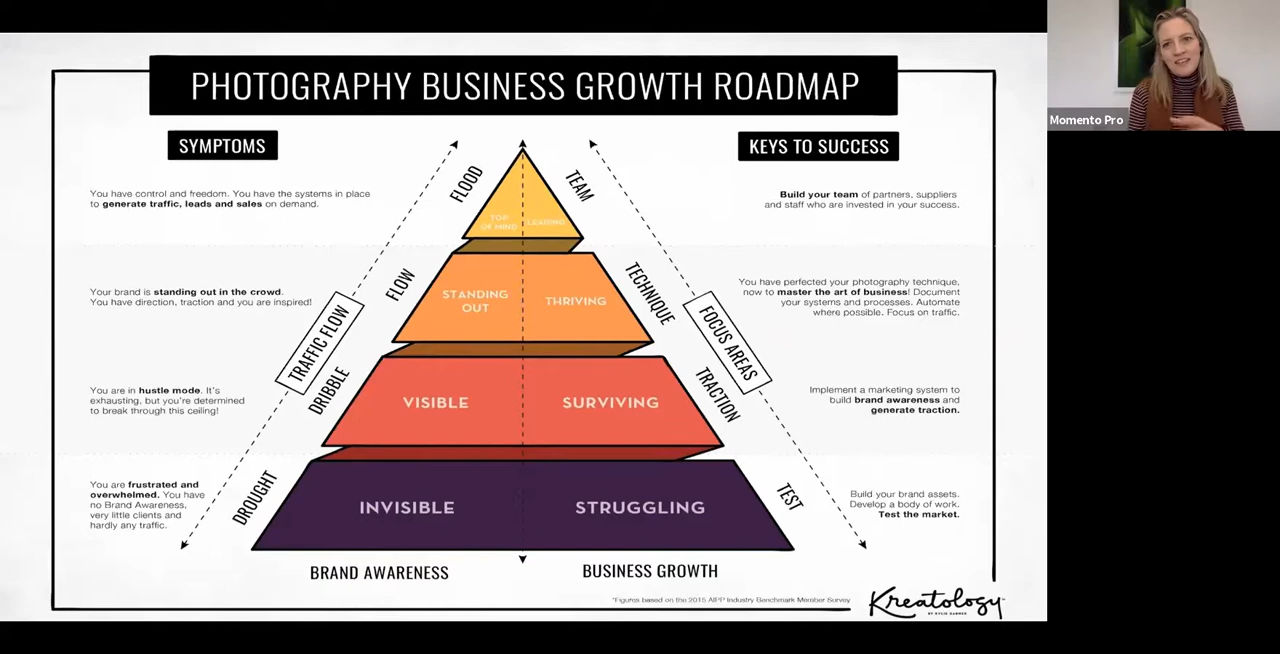 PHOTOGRAPHY BUSINESS GROWTH ROADMAP
Momento Pro
SYMPTOMS
KEYS TO SUCCESS
FLOOD
TEAM
You have control and freedom. You have the systems in place
to generate traffic, leads and sales on demand.
Build your team of partners, suppliers
and staff who are invested in your success.
TOP
OF MIND
LEADING
FLOW
TECHNIQUE
Your brand is standing out in the crowd.
You have direction, traction and you are inspired!
STANDING
OUT
THRIVING
You have perfected your photography technique,
now to master the art of business! Document
your systems and processes. Automate
where possible. Focus on traffic.
TRAFFIC FLOW
FOCUS AREAS
DRIBBLE
TRACTION
You are in hustle mode. It's
exhausting, but you're determined
to break through this ceiling!
VISIBLE
SURVIVING
Implement a marketing system to
build brand awareness and
generate traction.
DROUGHT
TEST
You are frustrated and
overwhelmed. You have
no Brand Awareness,
very little clients and
hardly any traffic.
INVISIBLE
STRUGGLING
Build your brand assets.
Develop a body of work.
Test the market.
BRAND AWARENESS
BUSINESS GROWTH
*Figures based on the 2015 AIPP Industry Benchmark Member Survey
Kreatology